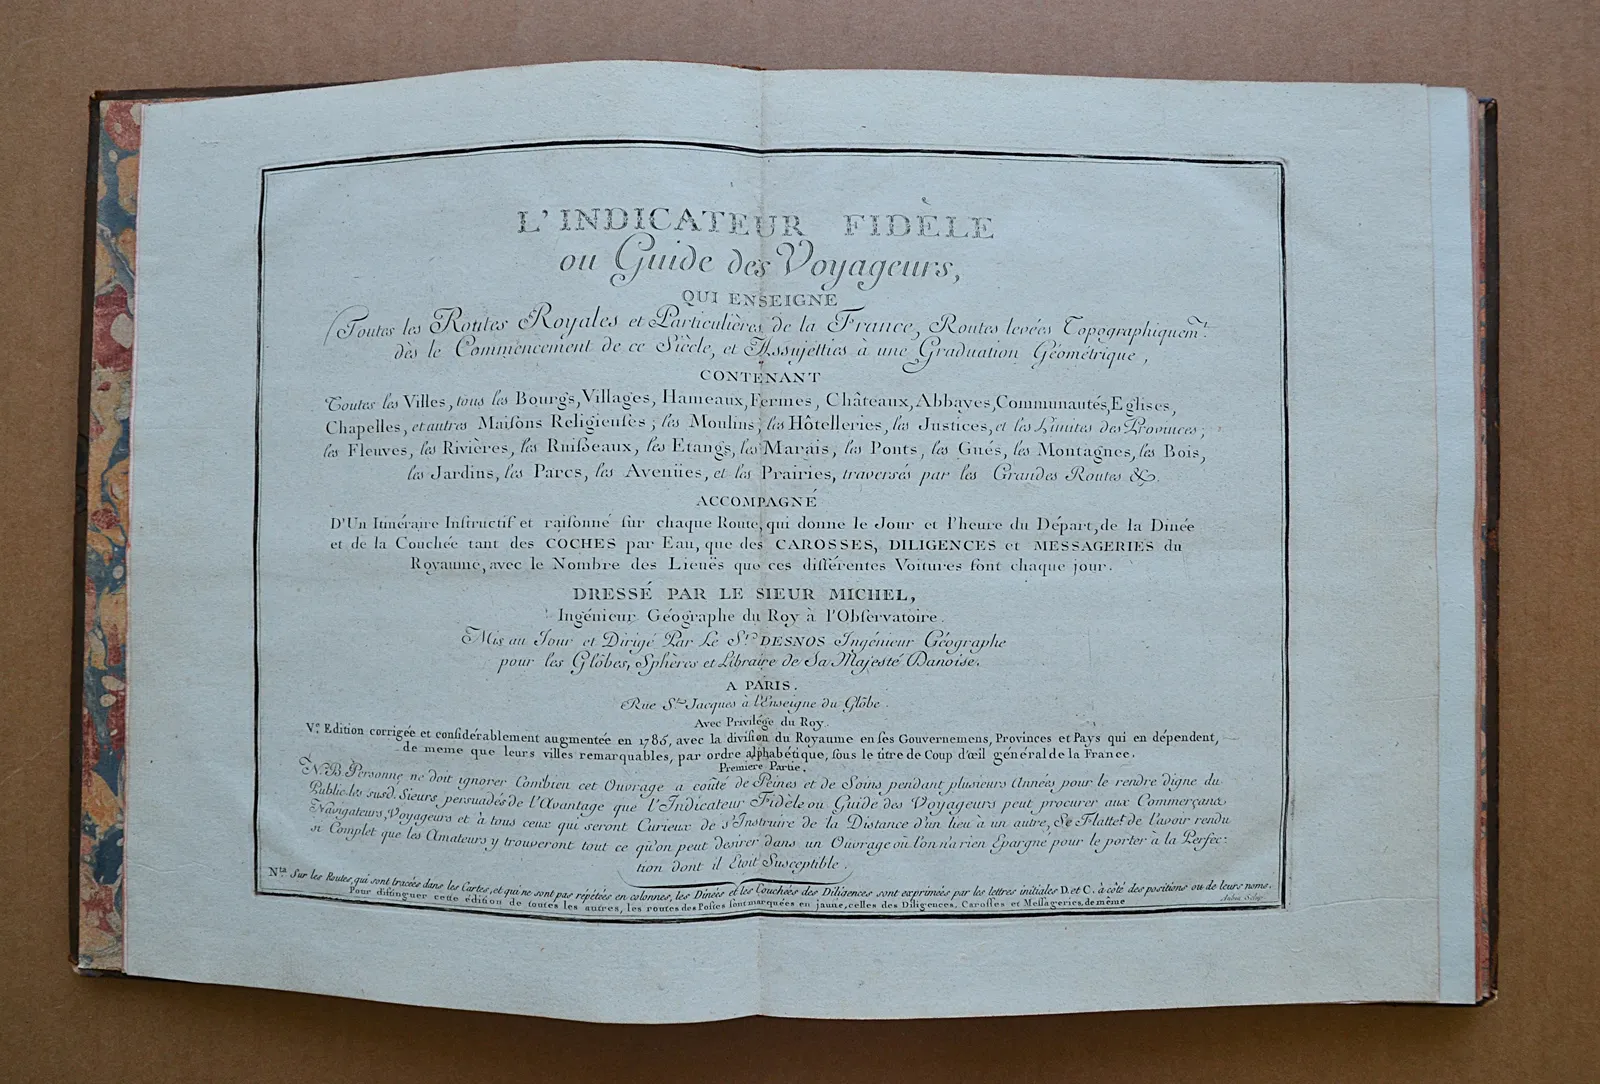 L'INDICATEUR FIDÈLE
ou Guide des Voyageurs,
QUI ENSEIGNE
Toutes les Routes Royales et Particulières de la France, Routes levées Topographiquem.t
dès le Commencement de ce Siècle, et Assujetties à une Graduation Géométrique,
CONTENANT
Toutes les Villes, tous les Bourgs, Villages, Hameaux, Fermes, Châteaux, Abbayes, Communautés, Eglises,
Chapelles, et autres Maiſons Religieuſes; les Moulins, les Hôtelleries, les Justices, et les Limites des Provinces;
les Fleuves, les Rivières, les Ruiſseaux, les Etangs, les Marais, les Ponts, les Gués, les Montagnes, les Bois,
les Jardins, les Parcs, les Avenües, et les Prairies, traversés par les Grandes Routes &c.
ACCOMPAGNÉ
D'Un Itinéraire Inſtructif et raiſonné ſur chaque Route, qui donne le Jour et l'heure du Départ, de la Dinée
et de la Couchée tant des COCHES par Eau, que des CAROSSES, DILIGENCES et MESSAGERIES du
Royaume, avec le Nombre des Lieuës que ces différentes Voitures ſont chaque jour.
DRESSÉ PAR LE SIEUR MICHEL,
Ingénieur Géographe du Roy à l'Obſervatoire.
Mis au Jour et Dirigé Par Le S.r DESNOS Ingénieur Géographe
pour les Glôbes, Sphères et Libraire de Sa Majesté Danoise.
A PARIS.
Rue S.t Jacques à l'Enseigne du Glôbe.
Avec Privilége du Roy.
V.e Edition corrigée et conſidérablement augmentée en 1785, avec la diviſion du Royaume en ſes Gouvernemens, Provinces et Pays qui en dépendent,
de meme que leurs villes remarquables, par ordre alphabétique, ſous le titre de Coup d'œil général de la France.
Premiere Partie.
N.B. Personne ne doit ignorer Combien cet Ouvrage a coûté de Peines et de Soins pendant plusieurs Années, pour le rendre digne du
Public. les susd. Sieurs, persuadés de l'Avantage que l'Indicateur Fidèle ou Guide des Voyageurs peut procurer aux Commerçans,
Navigateurs, Voyageurs et à tous ceux qui seront Curieux de s'Instruire de la Distance d'un lieu à un autre, Se Flatte.t de l'avoir rendu
si Complet que les Amateurs y trouveront tout ce qu'on peut desirer dans un Ouvrage où l'on n'a rien Epargné pour le porter à la Perfec-
tion dont il Etoit Susceptible.
N.ta Sur les Routes, qui sont tracées dans les Cartes, et qui ne sont pas répétées en colonnes, les Dinées et les Couchées des Diligences sont exprimées par les lettres initiales D. et C. à côté des positions ou de leurs noms.
Pour diſtinguer cette édition de toutes les autres, les routes des Poſtes ſont marquées en jaune, celles des Diligences, Caroſſes et Meſſageries, de même